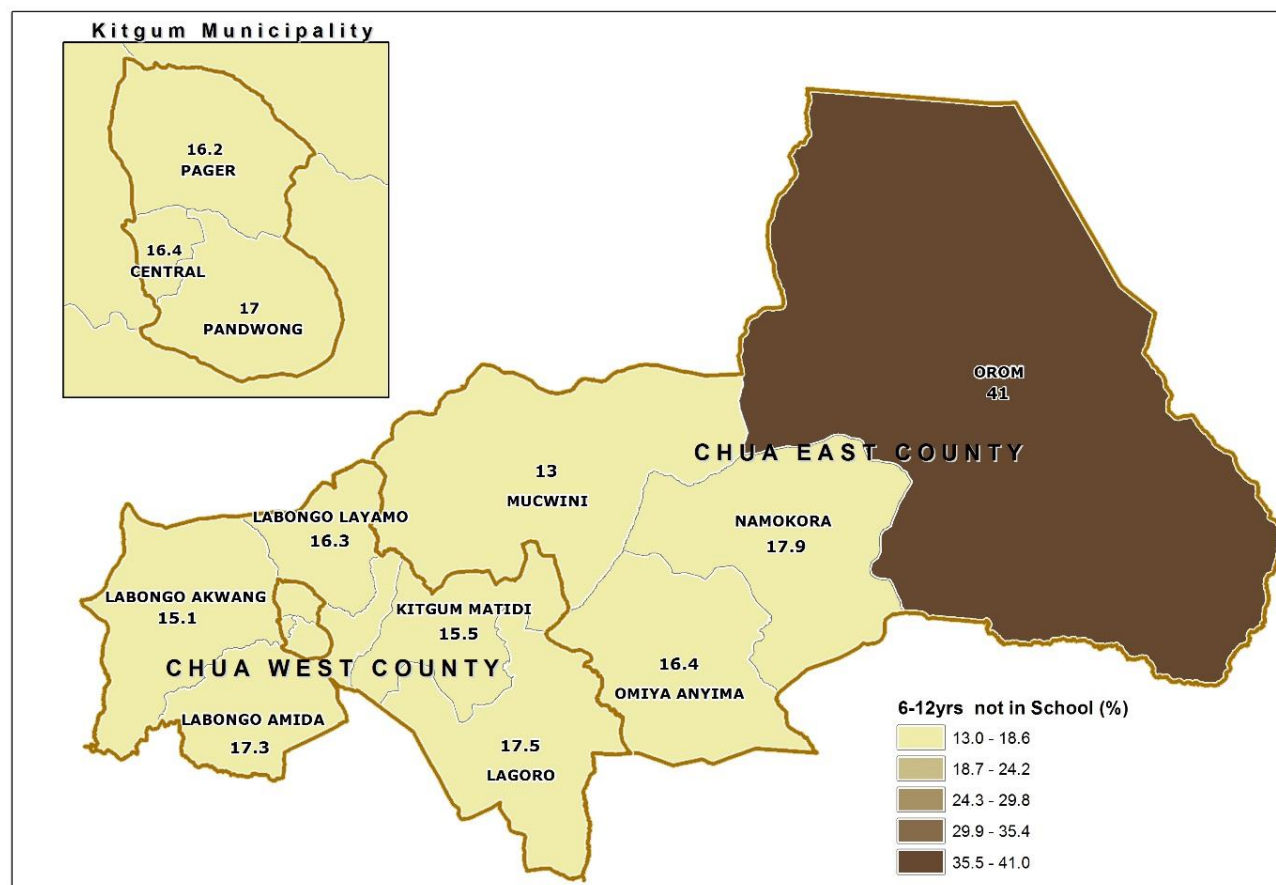 Kitgum Municipality
16.2
PAGER
16.4
CENTRAL
17
PANDWONG
OROM
41
CHUA EAST COUNTY
13
MUCWINI
LABONGO LAYAMO
16.3
NAMOKORA
17.9
LABONGO AKWANG
15.1
KITGUM MATIDI
15.5
CHUA WEST COUNTY
16.4
OMIYA ANYIMA
LABONGO AMIDA
17.3
17.5
LAGORO
6-12yrs not in School (%)
13.0 - 18.6
18.7 - 24.2
24.3 - 29.8
29.9 - 35.4
35.5 - 41.0